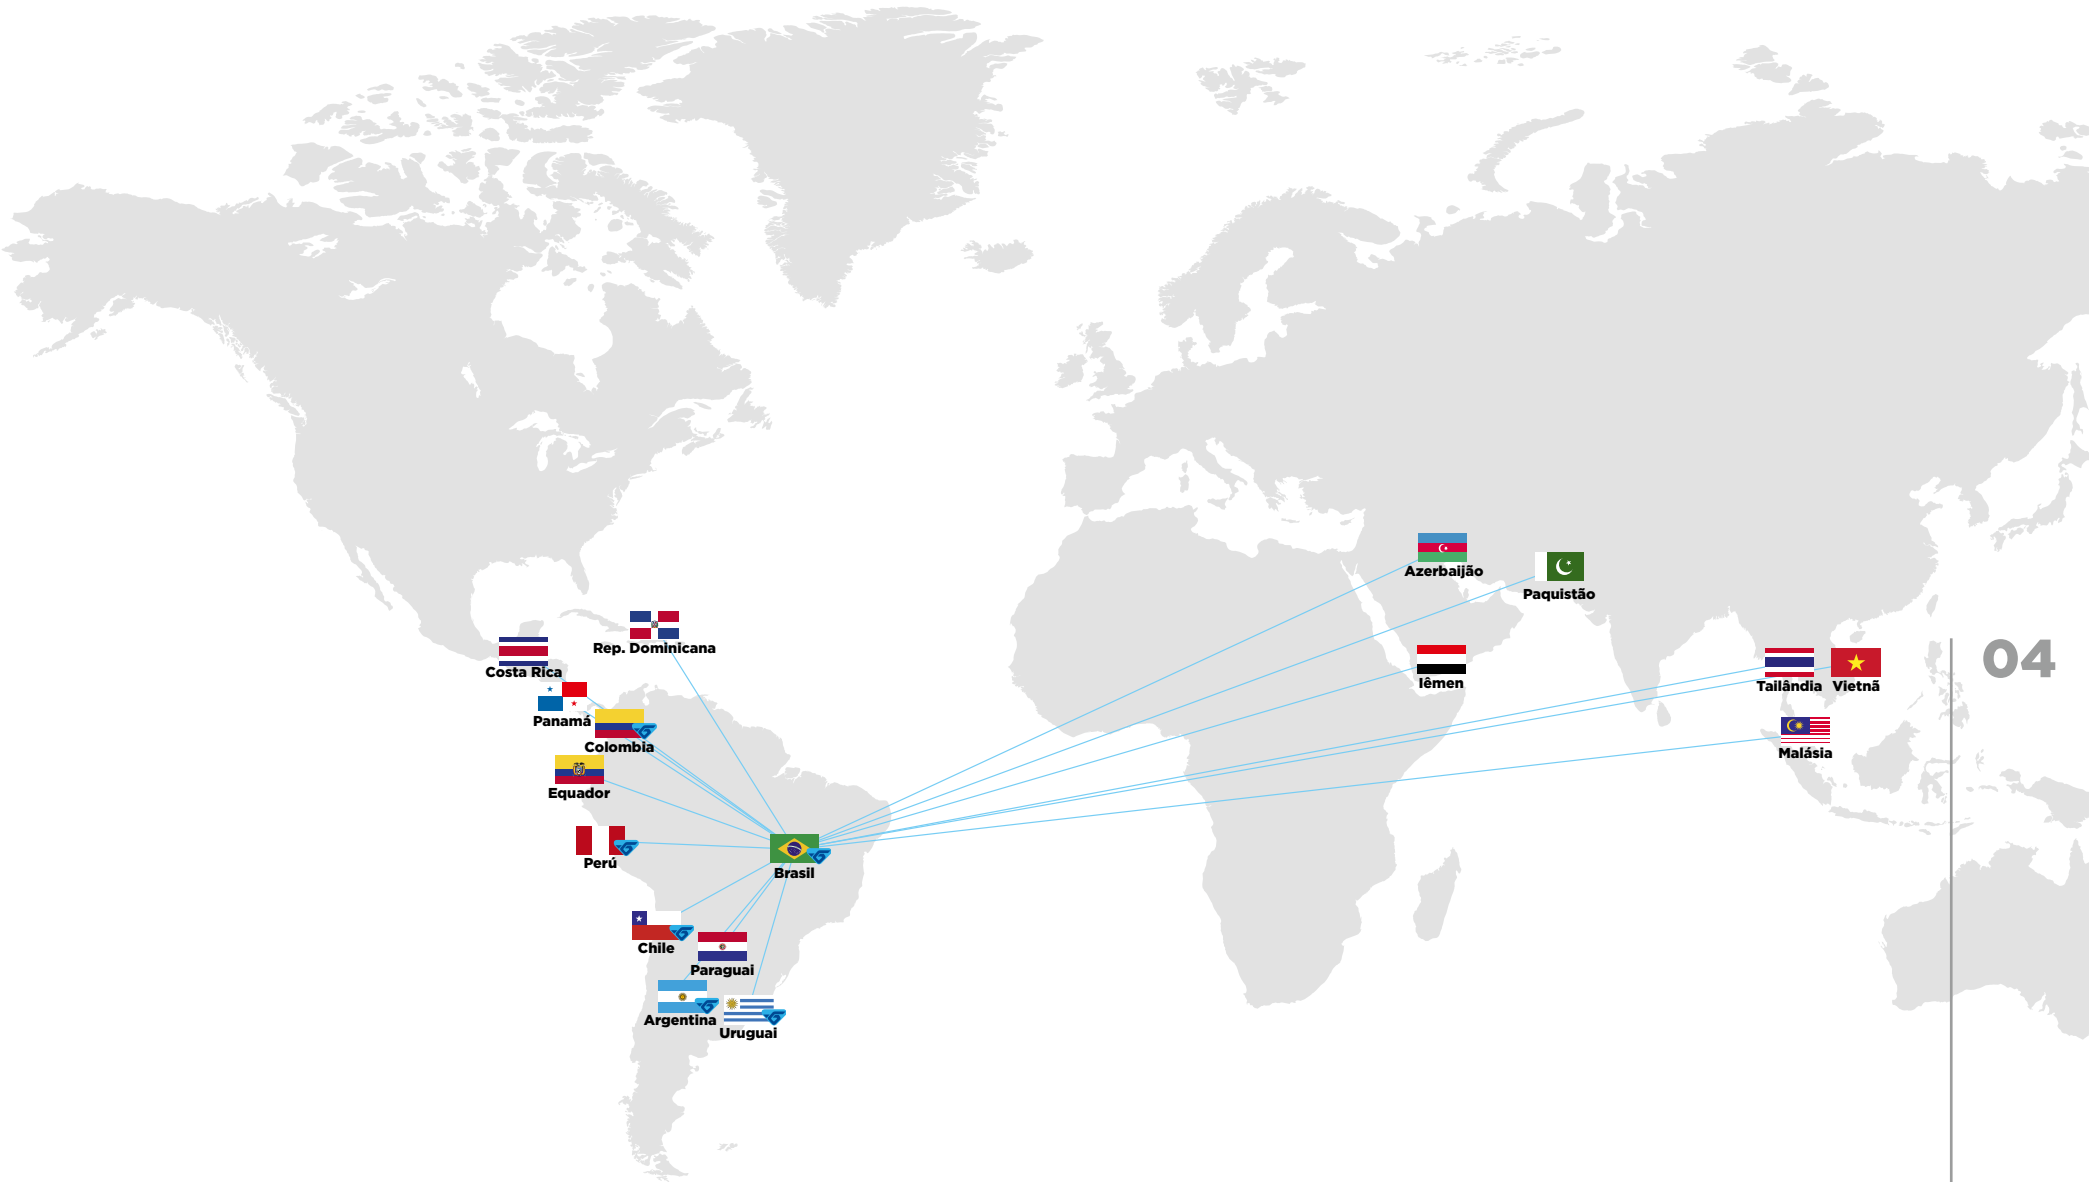 Azerbaijão
Paquistão
Rep. Dominicana
Costa Rica
04
Iêmen
Tailândia
Vietnã
Panamá
Colombia
Malásia
Equador
Perú
Brasil
Chile
Paraguai
Argentina
Uruguai